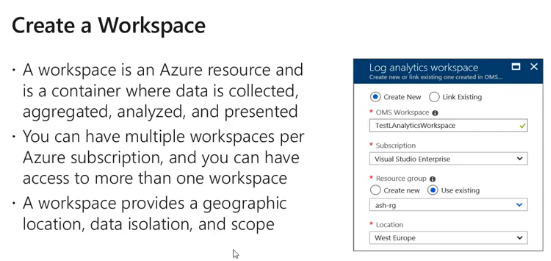 Create a Workspace
· A workspace is an Azure resource and
is a container where data is collected,
aggregated, analyzed, and presented
· You can have multiple workspaces per
Azure subscription, and you can have
access to more than one workspace
· A workspace provides a geographic
location, data isolation, and scope
Log analytics workspace
Create new or link existing one created in OMS...
Create New Link Existing
* OMS Workspace
TestLAnalyticsWorkspace
* Subscription
Visual Studio Enterprise
* Resource group
Create new Use existing
ash-rg
* Location
West Europe